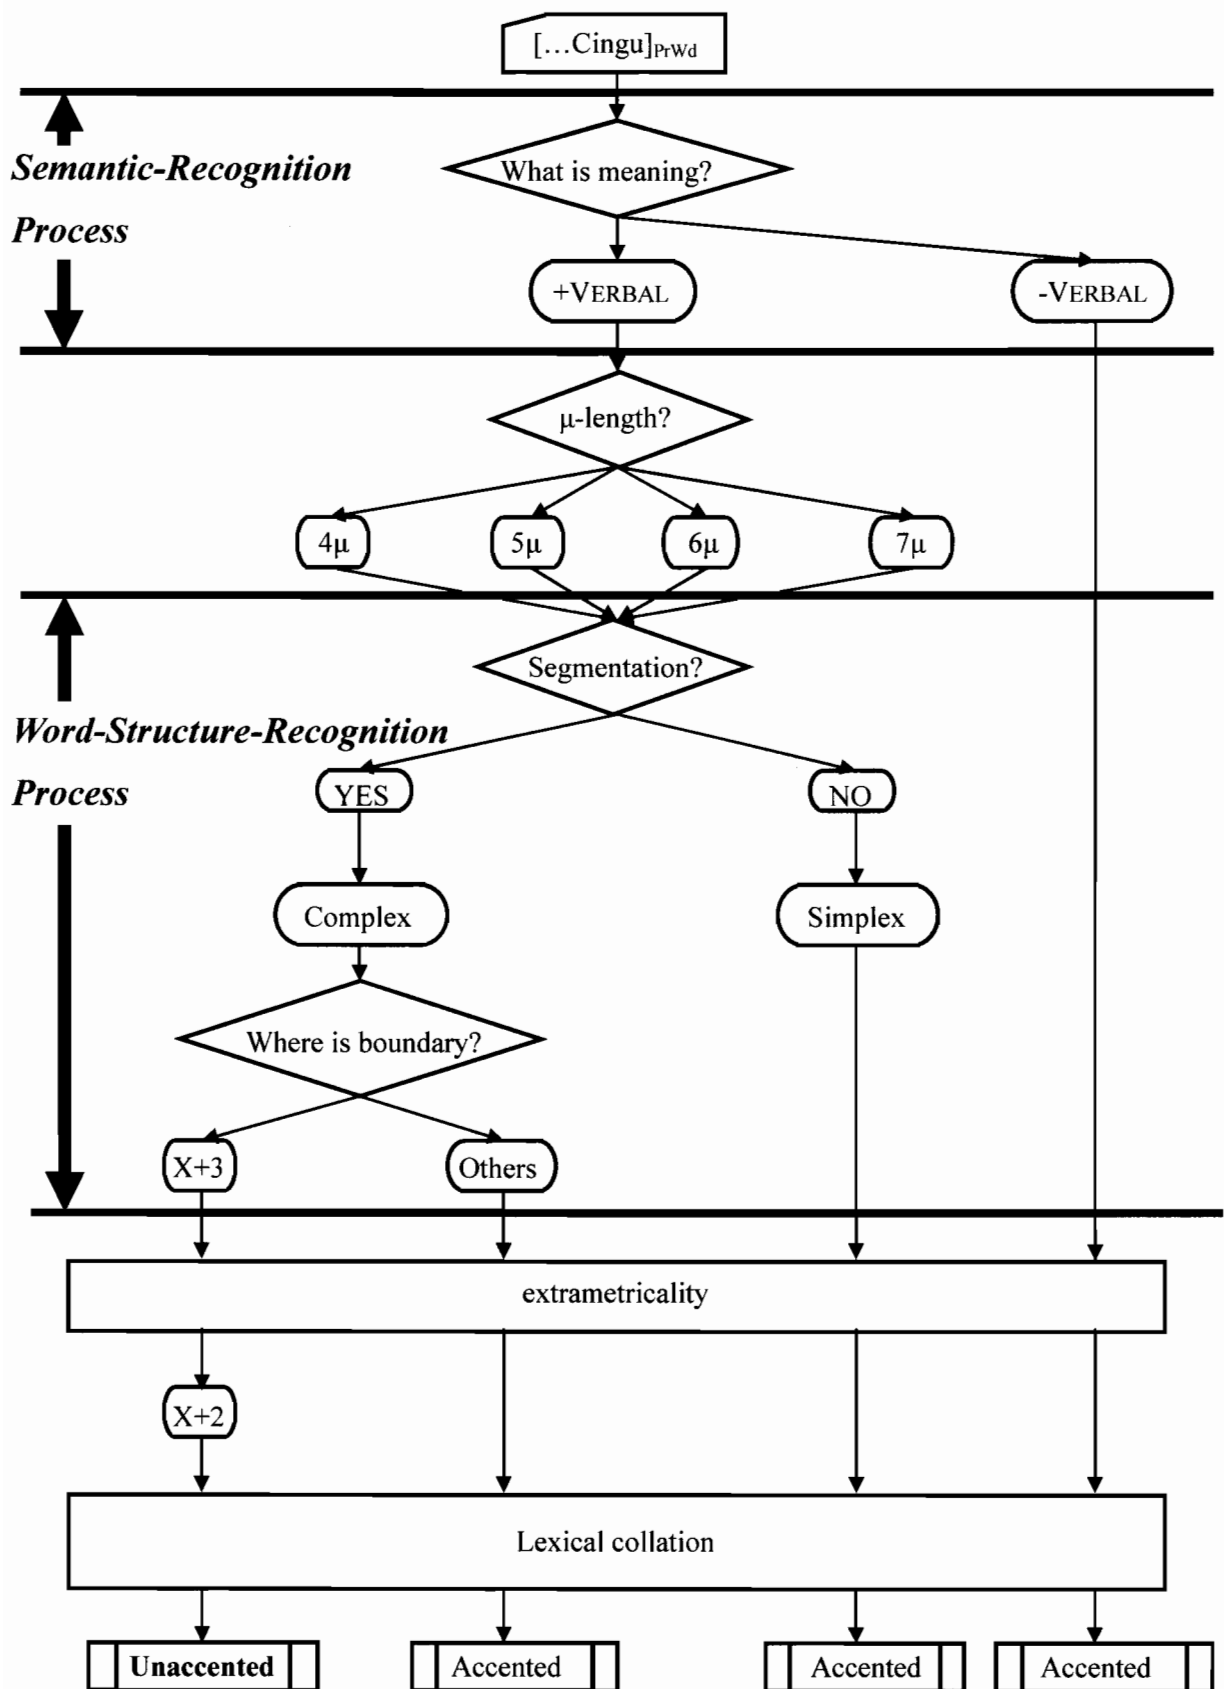 […Cingu]PrWd
What is meaning?
Semantic-Recognition
Process
+VERBAL
-VERBAL
μ-length?
4μ
5μ
6μ
7μ
Segmentation?
Word-Structure-Recognition
Process
YES
NO
Complex
Simplex
Where is boundary?
X+3
Others
extrametricality
X+2
Lexical collation
Unaccented
Accented
Accented
Accented